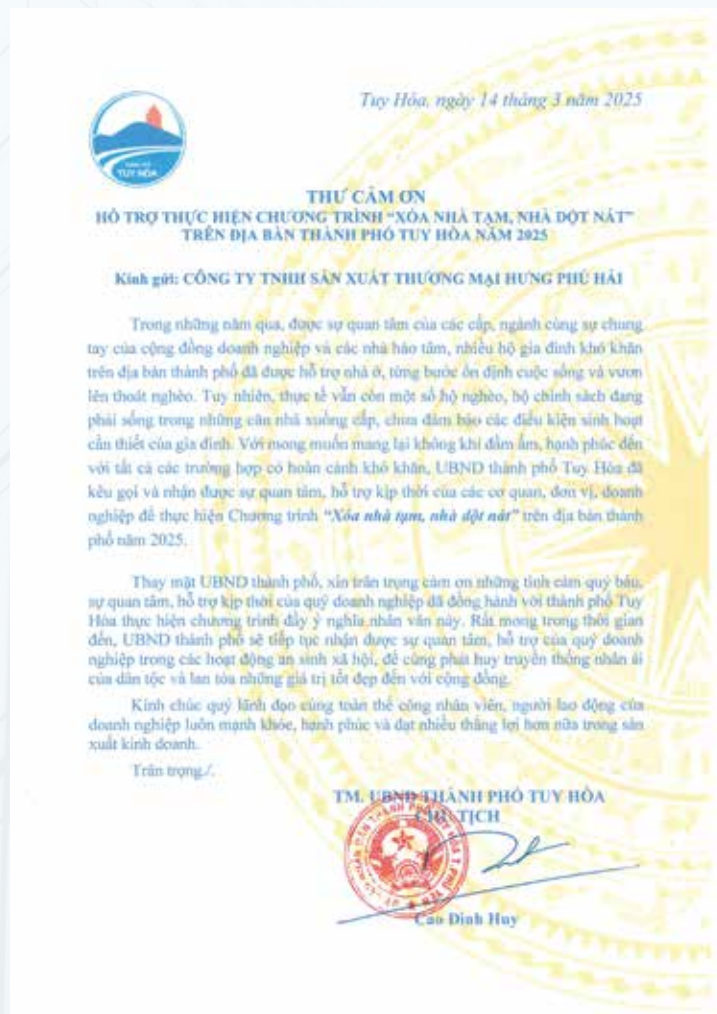 Tuy Hòa, ngày 14 tháng 3 năm 2025
TUY HÒA
THƯ CẢM ƠN
HỖ TRỢ THỰC HIỆN CHƯƠNG TRÌNH “XÓA NHÀ TẠM, NHÀ DỘT NÁT”
TRÊN ĐỊA BÀN THÀNH PHỐ TUY HÒA NĂM 2025
Kính gửi: CÔNG TY TNHH SẢN XUẤT THƯƠNG MẠI HƯNG PHÚ HẢI
Trong những năm qua, được sự quan tâm của các cấp, ngành cùng sự chung
tay của cộng đồng doanh nghiệp và các nhà hảo tâm, nhiều hộ gia đình khó khăn
trên địa bàn thành phố đã được hỗ trợ nhà ở, từng bước ổn định cuộc sống và vươn
lên thoát nghèo. Tuy nhiên, thực tế vẫn còn một số hộ nghèo, hộ chính sách đang
phải sống trong những căn nhà xuống cấp, chưa đảm bảo các điều kiện sinh hoạt
cần thiết của gia đình. Với mong muốn mang lại không khí đầm ấm, hạnh phúc đến
với tất cả các trường hợp có hoàn cảnh khó khăn, UBND thành phố Tuy Hòa đã
kêu gọi và nhận được sự quan tâm, hỗ trợ kịp thời của các cơ quan, đơn vị, doanh
nghiệp để thực hiện Chương trình “Xóa nhà tạm, nhà dột nát” trên địa bàn thành
phố năm 2025.
Thay mặt UBND thành phố, xin trân trọng cảm ơn những tình cảm quý báu,
sự quan tâm, hỗ trợ kịp thời của quý doanh nghiệp đã đồng hành với thành phố Tuy
Hòa thực hiện chương trình đầy ý nghĩa nhân văn này. Rất mong trong thời gian
đến, UBND thành phố sẽ tiếp tục nhận được sự quan tâm, hỗ trợ của quý doanh
nghiệp trong các hoạt động an sinh xã hội, để cùng phát huy truyền thống nhân ái
của dân tộc và lan tỏa những giá trị tốt đẹp đến với cộng đồng.
Kính chúc quý lãnh đạo cùng toàn thể công nhân viên, người lao động của
doanh nghiệp luôn mạnh khỏe, hạnh phúc và đạt nhiều thắng lợi hơn nữa trong sản
xuất kinh doanh.
Trân trọng./.
TM. UBND THÀNH PHỐ TUY HÒA
CHỦ TỊCH
Cao Đình Huy